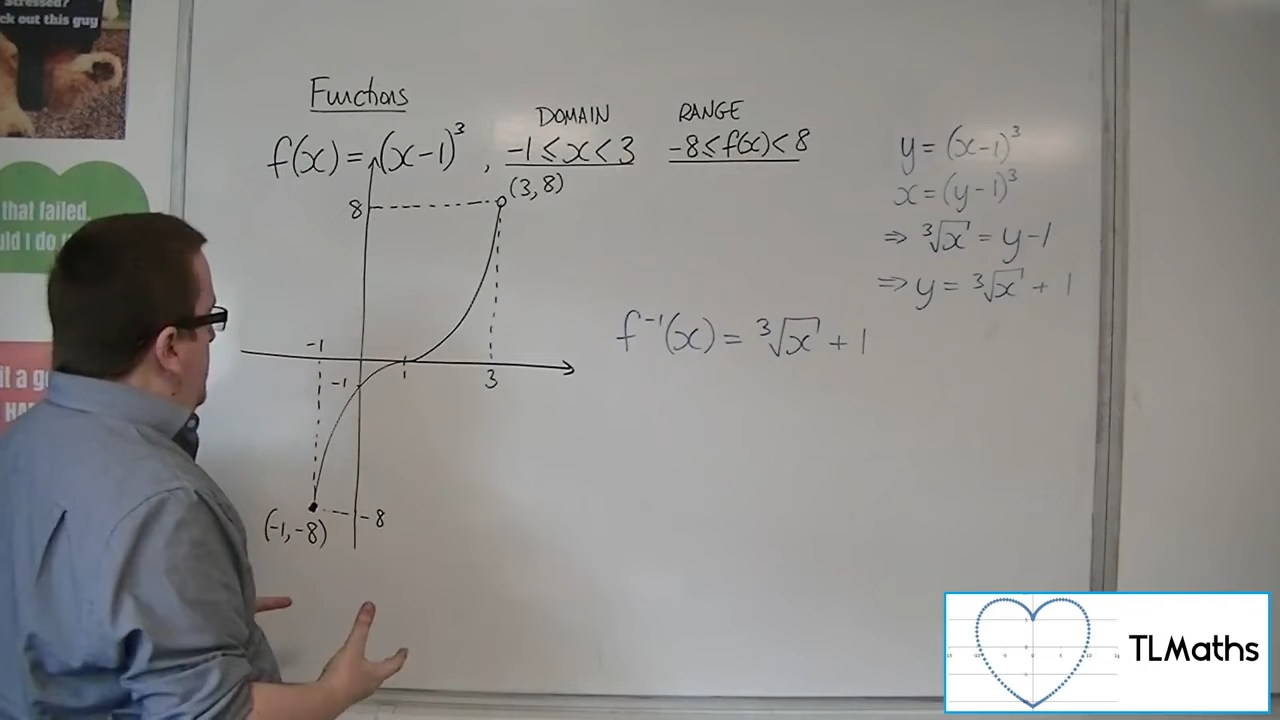 Stressed?
ck out this guy
that failed.
uld I do
it a g
HA
Functions
DOMAIN RANGE
f(x) = (x-1)³, -1 ≤ x < 3 -8 ≤ f(x) < 8
(3, 8)
8
-1
-1
1
3
(-1, -8)
-8
y = (x-1)³
x = (y-1)³
⇒ ³√x = y-1
⇒ y = ³√x + 1
f⁻¹(x) = ³√x + 1
TLMaths